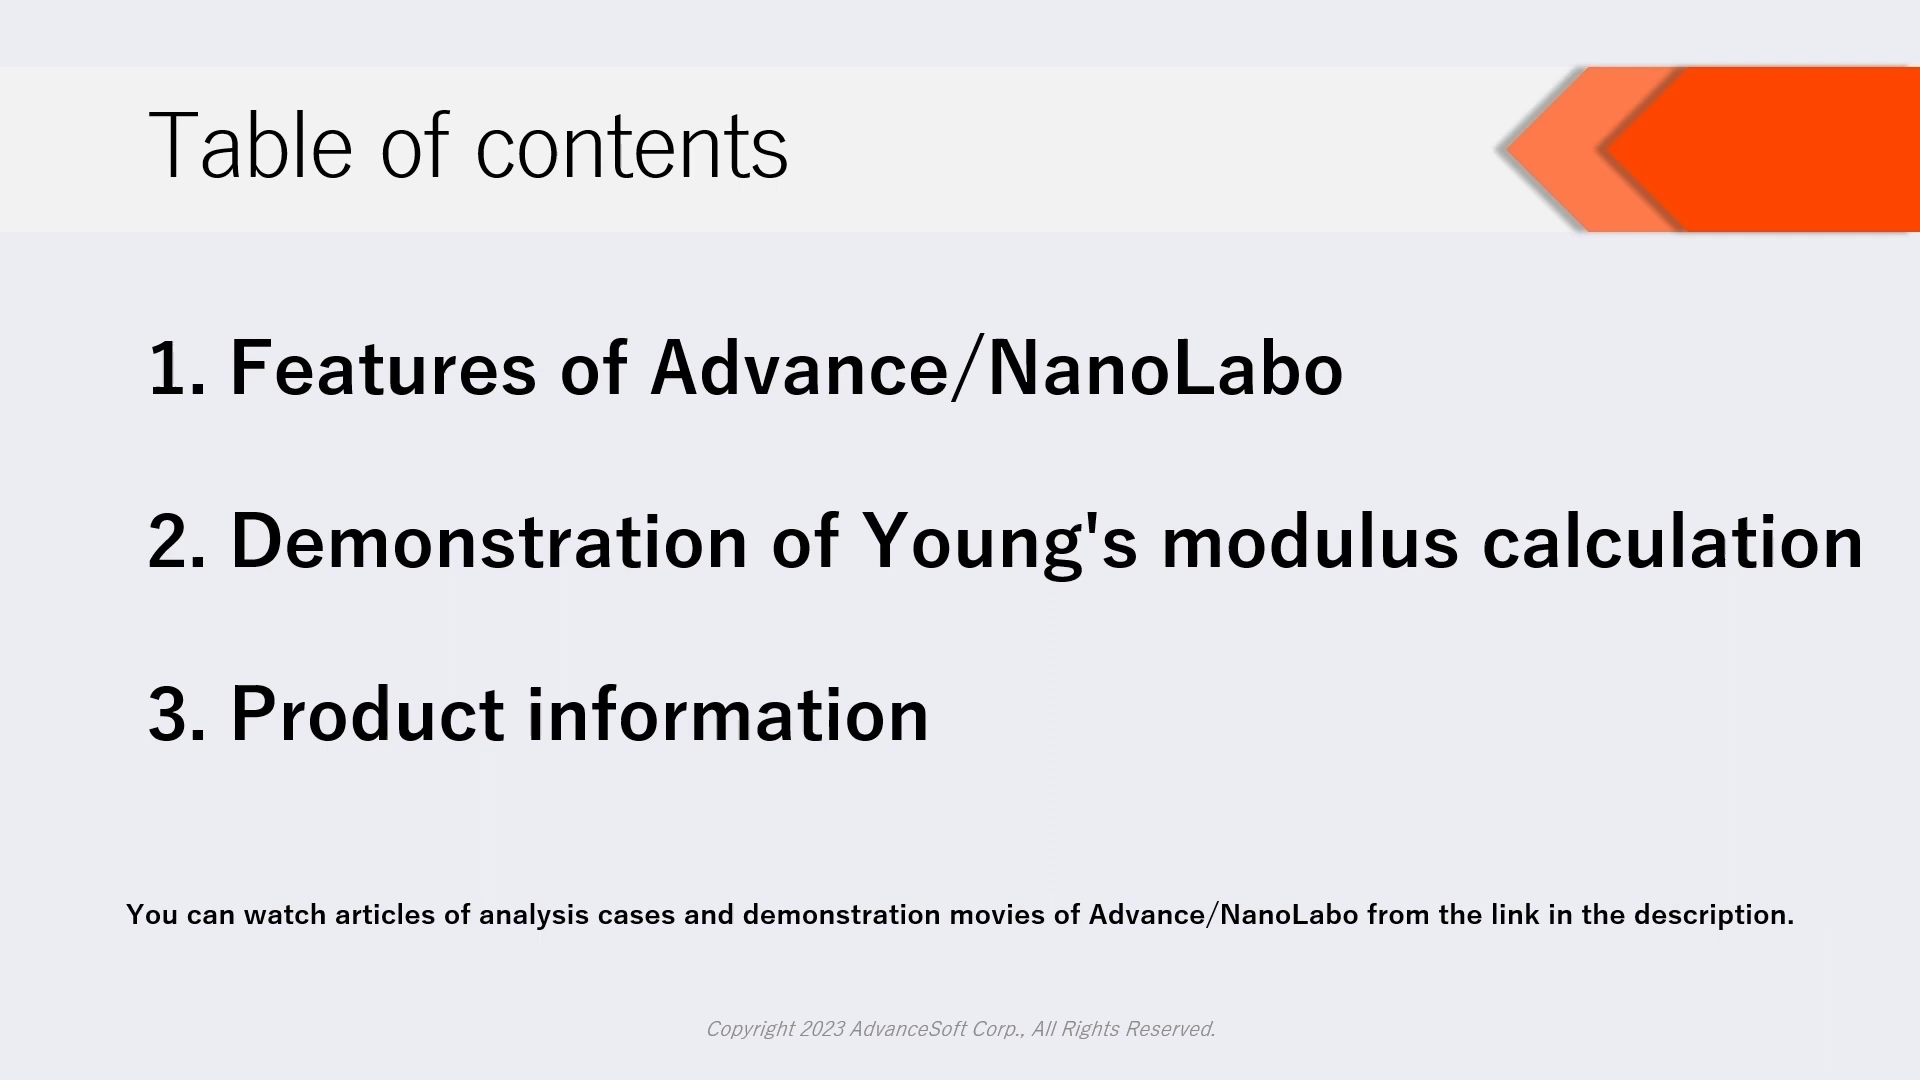 Table of contents
1. Features of Advance/NanoLabo
2. Demonstration of Young's modulus calculation
3. Product information
You can watch articles of analysis cases and demonstration movies of Advance/NanoLabo from the link in the description.
Copyright 2023 AdvanceSoft Corp., All Rights Reserved.